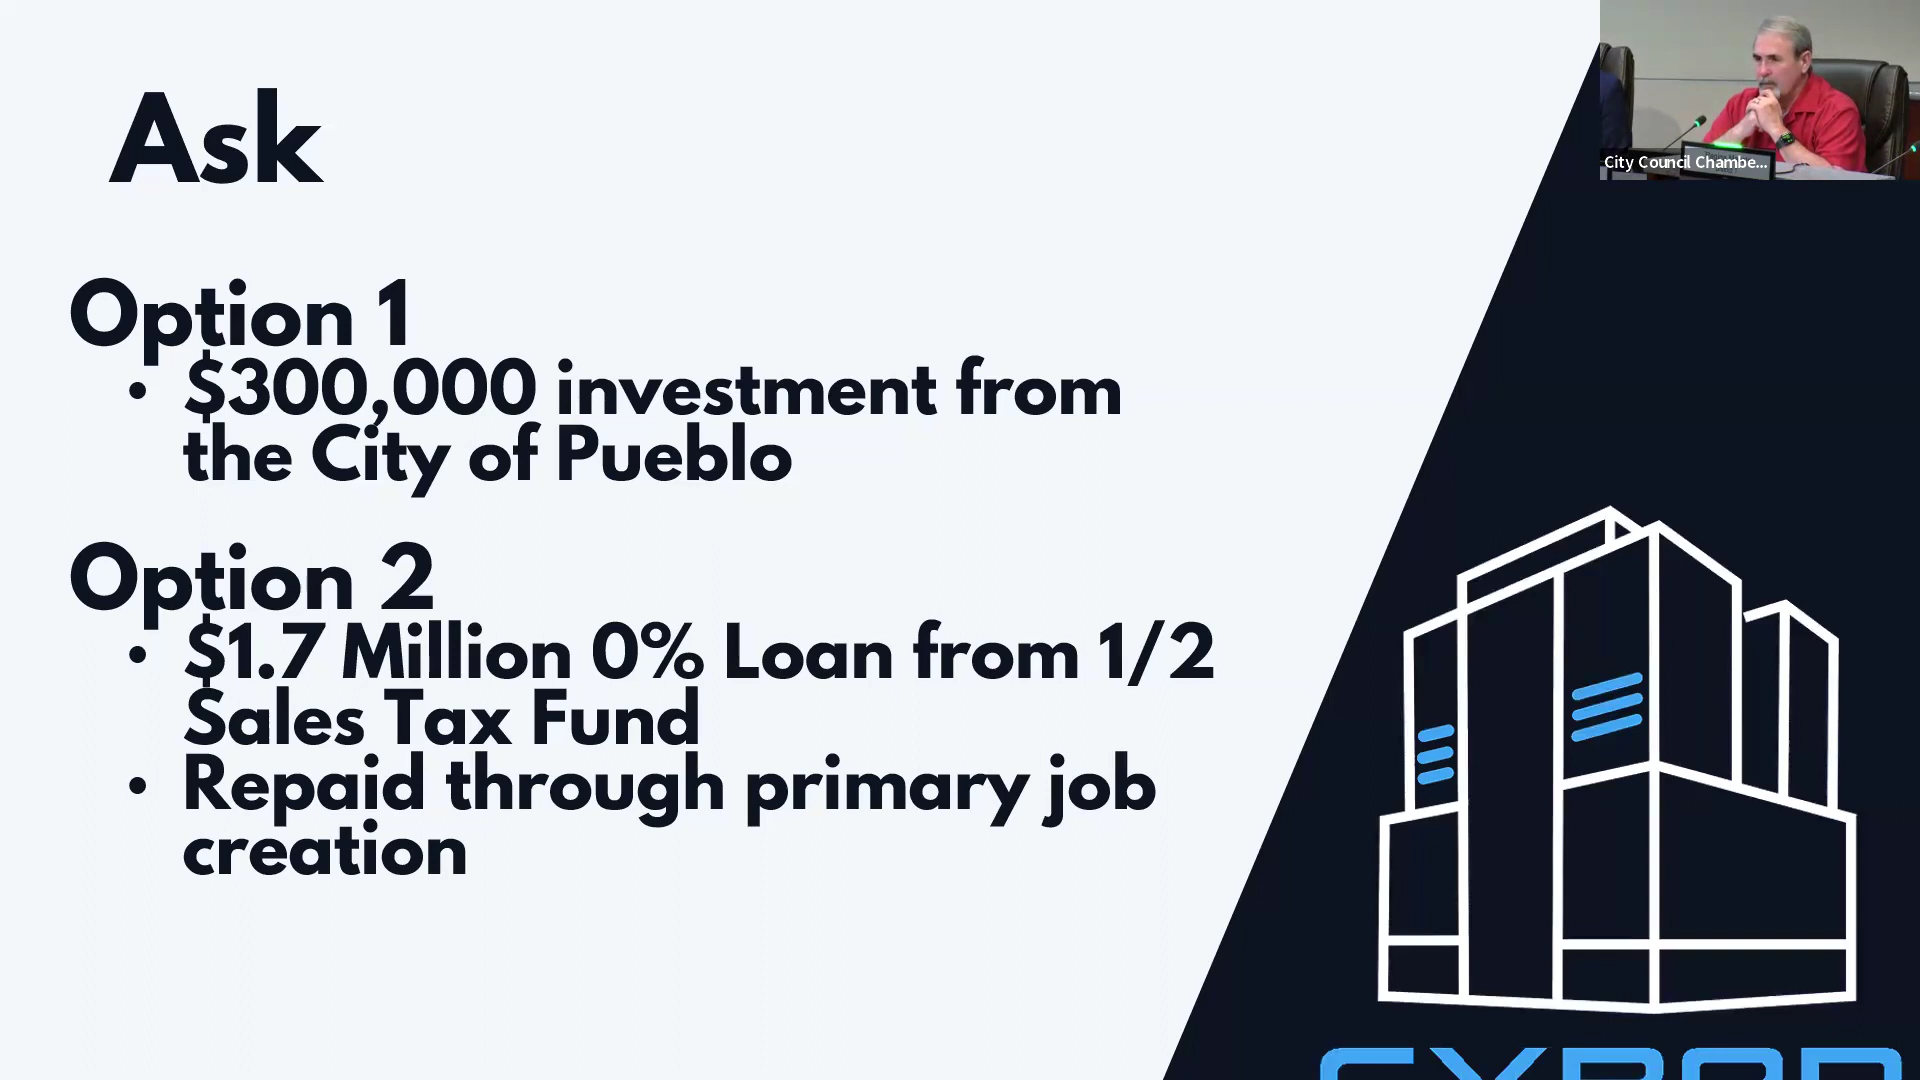 Ask
Option 1
• $300,000 investment from
the City of Pueblo
Option 2
• $1.7 Million 0% Loan from 1/2
Sales Tax Fund
• Repaid through primary job
creation
City Council Chambe...